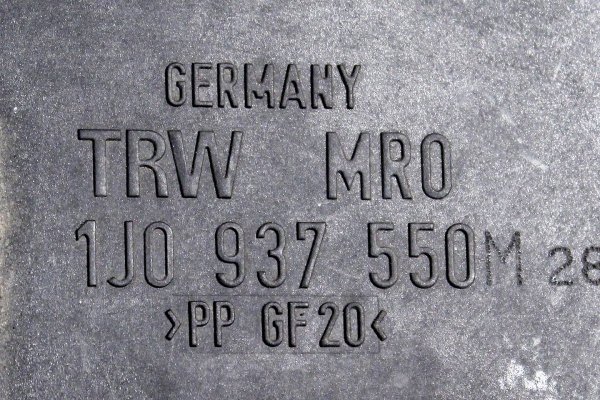 GERMANY
TRW MRO
1J0 937 550M 28
>PP GF20<